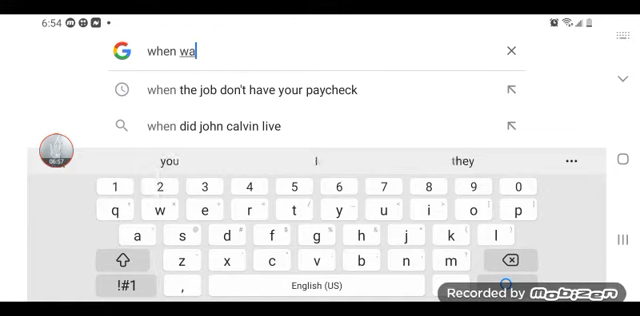 6:54
when wa
when the job don't have your paycheck
when did john calvin live
06:57
you I they
1 2 3 4 5 6 7 8 9 0
q w e r t y u i o p
a s d f g h j k l
z x c v b n m
!#1 , English (US)
Recorded by MOBIZEN